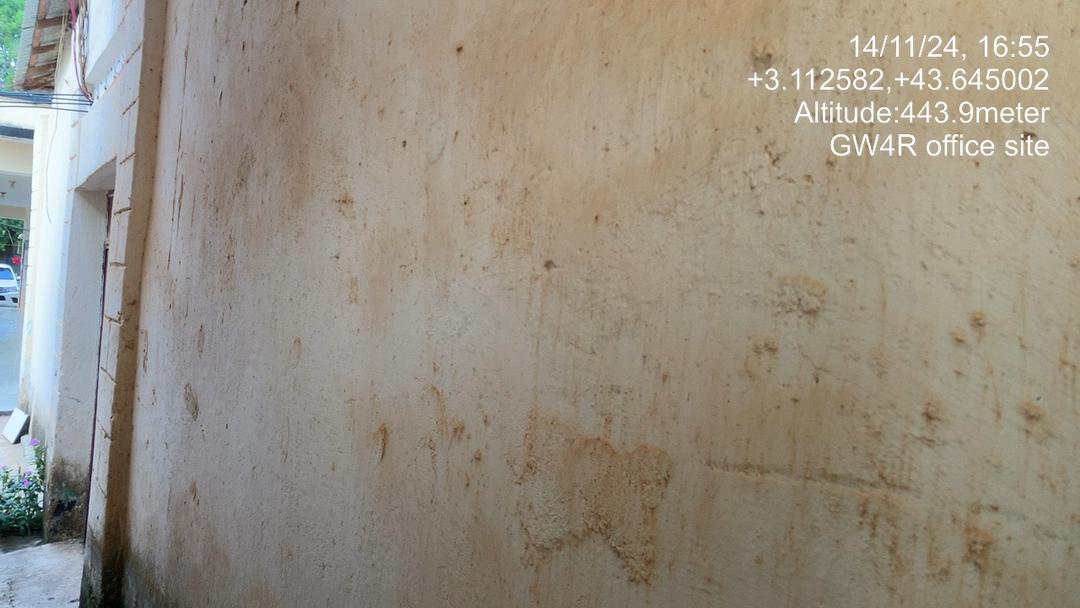 14/11/24, 16:55
+3.112582,+43.645002
Altitude:443.9meter
GW4R office site